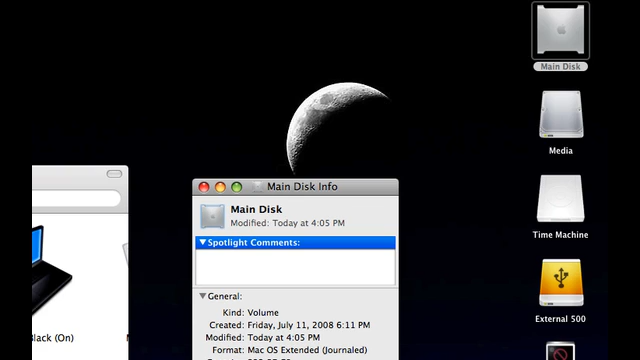 Main Disk
Media
Time Machine
External 500
Main Disk Info
Main Disk
Modified: Today at 4:05 PM
Spotlight Comments:
General:
Kind: Volume
Created: Friday, July 11, 2008 6:11 PM
Modified: Today at 4:05 PM
Format: Mac OS Extended (Journaled)
Black (On)